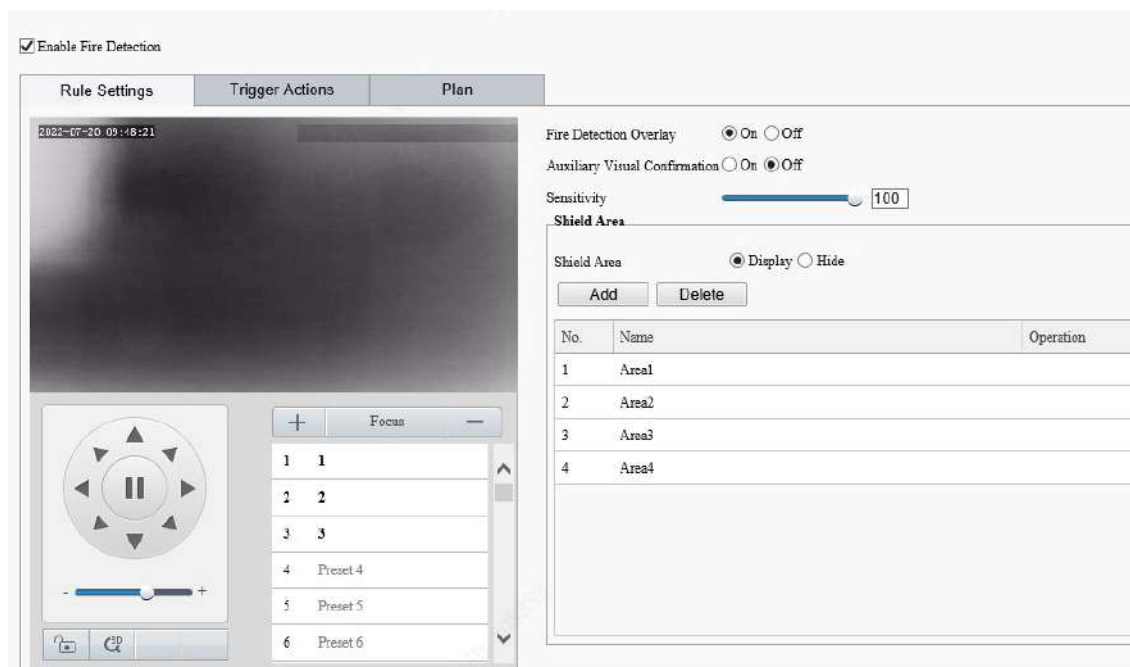 Enable Fire Detection
Rule Settings Trigger Actions Plan
2022-07-20 09:48:21
Fire Detection Overlay On Off
Auxiliary Visual Confirmation On Off
Sensitivity 100
Shield Area
Shield Area Display Hide
Add Delete
No. Name Operation
1 Area1
2 Area2
3 Area3
4 Area4
+ Focus —
1 1
2 2
3 3
4 Preset 4
5 Preset 5
6 Preset 6
- +
3D